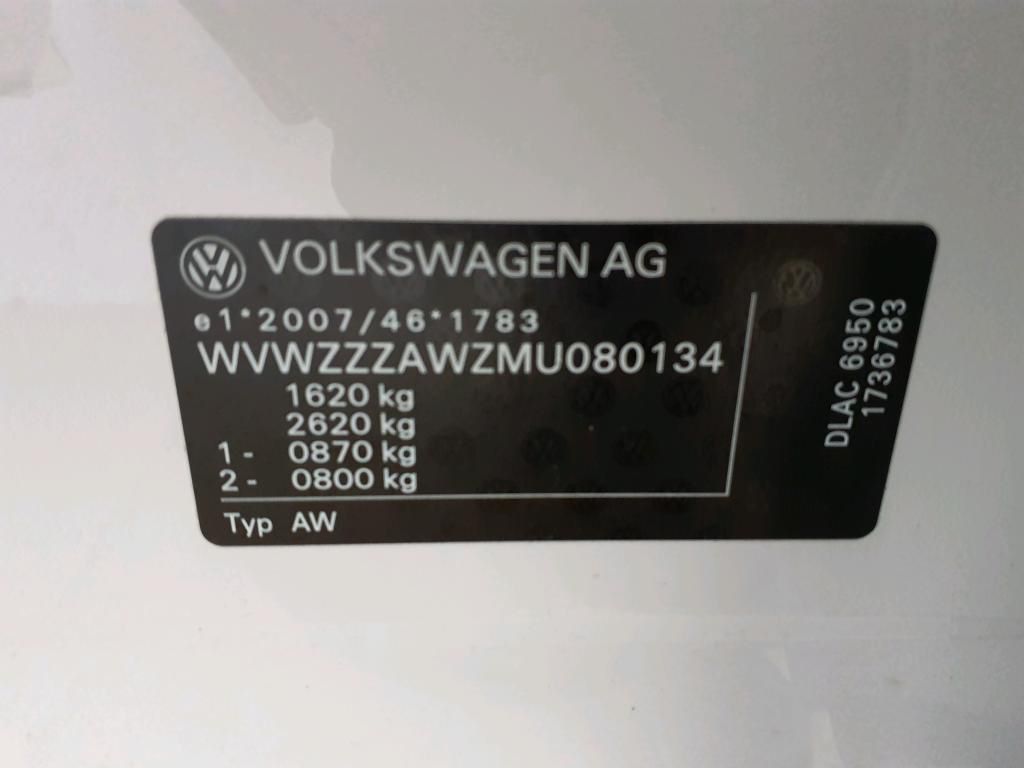 VOLKSWAGEN AG
e1*2007/46*1783
WVWZZZAWZMU080134
1620 kg
2620 kg
1- 0870 kg
2- 0800 kg
Typ AW
DLAC 6950
1736783